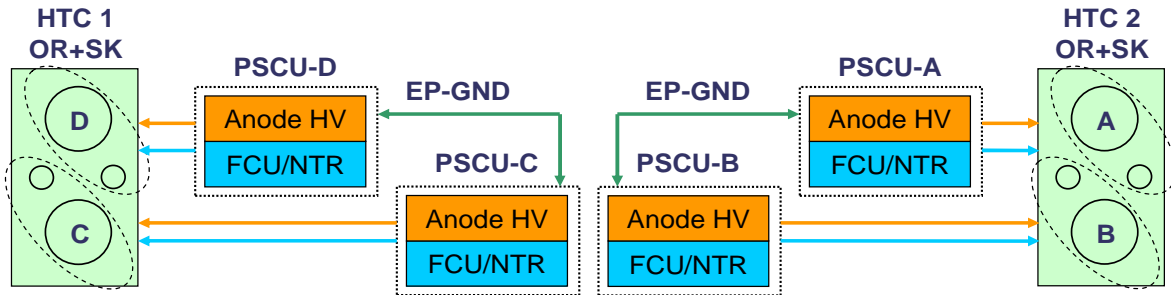 HTC 1
OR+SK
HTC 2
OR+SK
PSCU-D
PSCU-A
EP-GND
EP-GND
D
Anode HV
FCU/NTR
Anode HV
FCU/NTR
A
PSCU-C
PSCU-B
C
Anode HV
FCU/NTR
Anode HV
FCU/NTR
B